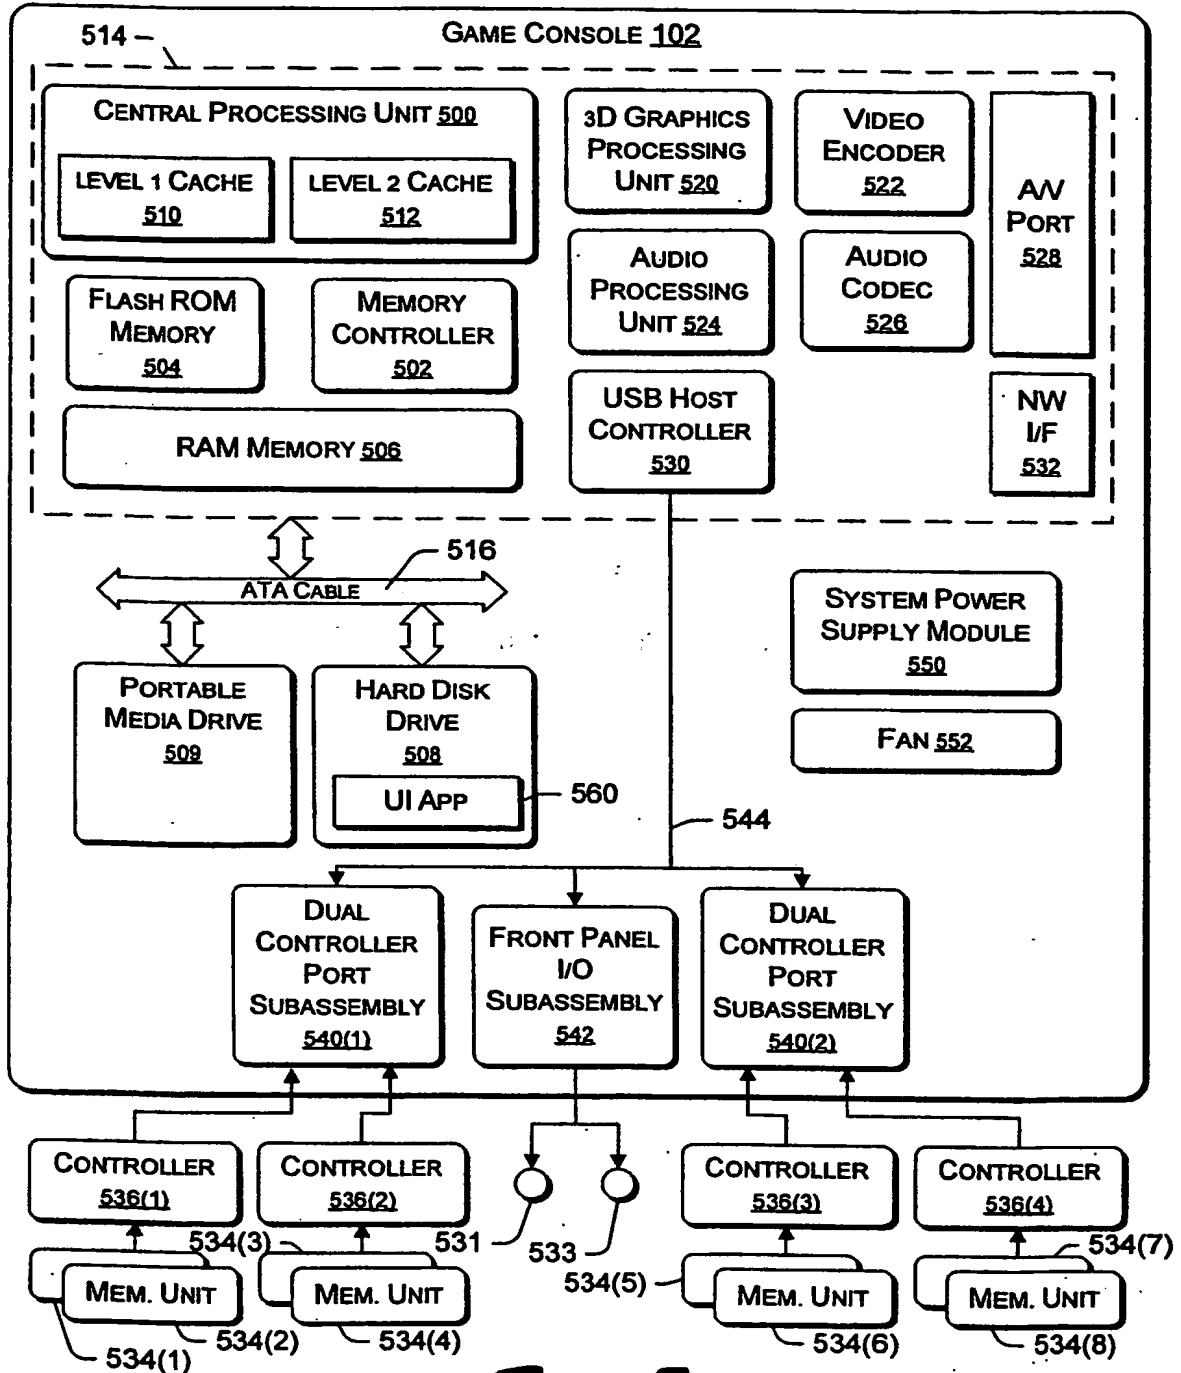 GAME CONSOLE 102
514
CENTRAL PROCESSING UNIT 500
LEVEL 1 CACHE
510
LEVEL 2 CACHE
512
3D GRAPHICS
PROCESSING
UNIT 520
VIDEO
ENCODER
522
A/V
PORT
528
FLASH ROM
MEMORY
504
MEMORY
CONTROLLER
502
AUDIO
PROCESSING
UNIT 524
AUDIO
CODEC
526
RAM MEMORY 506
USB HOST
CONTROLLER
530
NW
I/F
532
516
ATA CABLE
SYSTEM POWER
SUPPLY MODULE
550
PORTABLE
MEDIA DRIVE
509
HARD DISK
DRIVE
508
UI APP
560
FAN 552
544
DUAL
CONTROLLER
PORT
SUBASSEMBLY
540(1)
FRONT PANEL
I/O
SUBASSEMBLY
542
DUAL
CONTROLLER
PORT
SUBASSEMBLY
540(2)
CONTROLLER
536(1)
CONTROLLER
536(2)
531
533
CONTROLLER
536(3)
CONTROLLER
536(4)
534(3)
534(5)
534(7)
MEM. UNIT
MEM. UNIT
MEM. UNIT
MEM. UNIT
534(1)
534(2)
534(4)
534(6)
534(8)